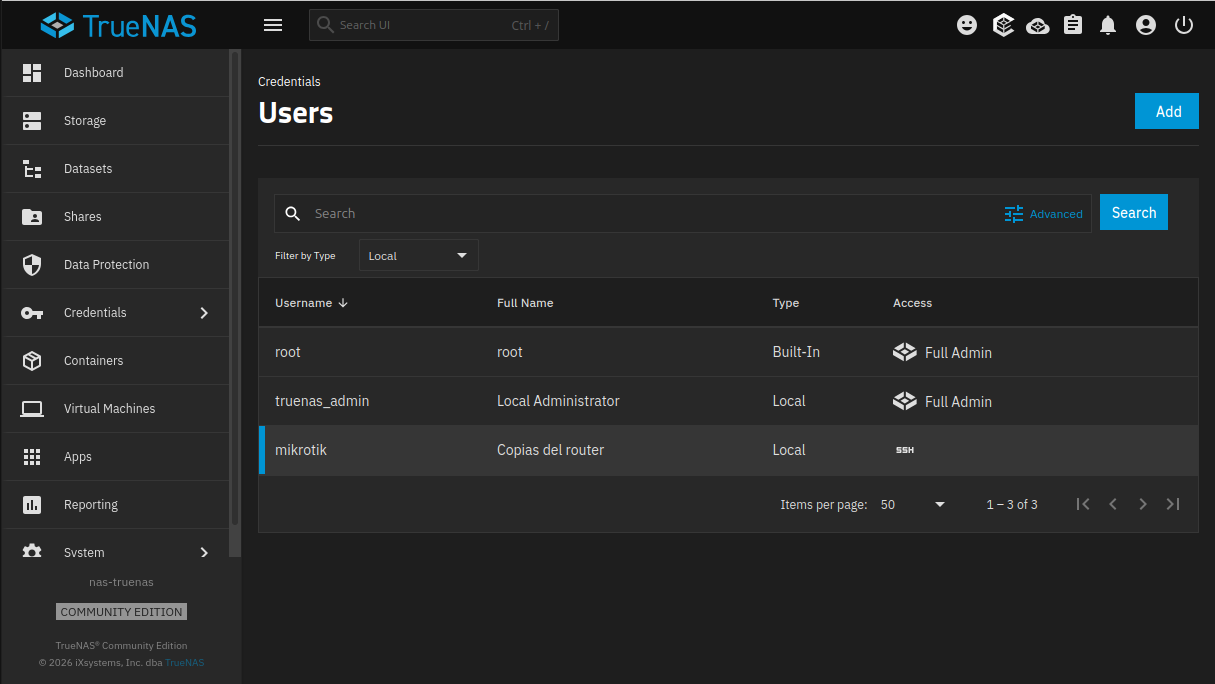 TrueNAS
Search UI
Ctrl + /
Dashboard
Storage
Datasets
Shares
Data Protection
Credentials
Containers
Virtual Machines
Apps
Reporting
System
nas-truenas
COMMUNITY EDITION
TrueNAS® Community Edition
© 2026 iXsystems, Inc. dba TrueNAS
Credentials
Users
Add
Search
Advanced
Search
Filter by Type
Local
Username Full Name Type Access
root root Built-In Full Admin
truenas_admin Local Administrator Local Full Admin
mikrotik Copias del router Local SSH
Items per page: 50 1 – 3 of 3